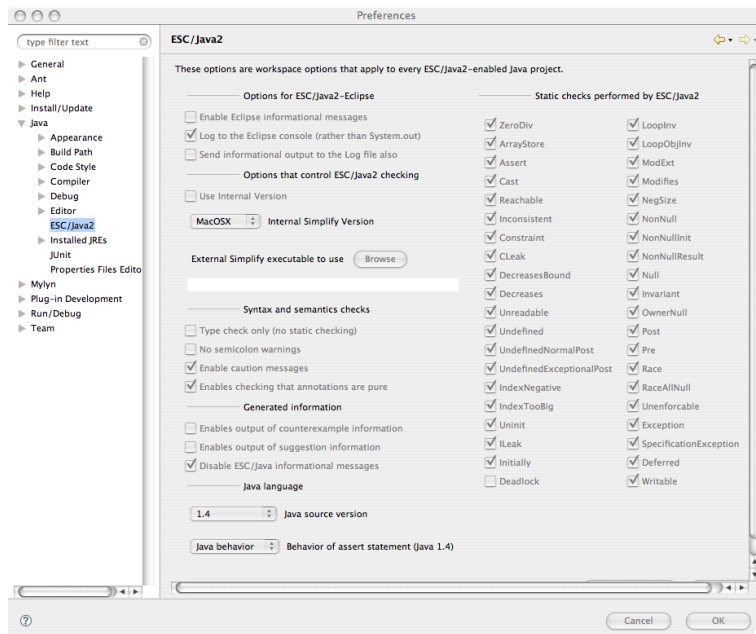 Preferences
type filter text
General
Ant
Help
Install/Update
Java
Appearance
Build Path
Code Style
Compiler
Debug
Editor
ESC/Java2
Installed JREs
JUnit
Properties Files Edito
Mylyn
Plug-in Development
Run/Debug
Team
ESC/Java2
These options are workspace options that apply to every ESC/Java2-enabled Java project.
Options for ESC/Java2-Eclipse
Enable Eclipse informational messages
Log to the Eclipse console (rather than System.out)
Send informational output to the Log file also
Options that control ESC/Java2 checking
Use Internal Version
MacOSX Internal Simplify Version
External Simplify executable to use Browse
Syntax and semantics checks
Type check only (no static checking)
No semicolon warnings
Enable caution messages
Enables checking that annotations are pure
Generated information
Enables output of counterexample information
Enables output of suggestion information
Disable ESC/Java informational messages
Java language
1.4 Java source version
Java behavior Behavior of assert statement (Java 1.4)
Static checks performed by ESC/Java2
ZeroDiv
ArrayStore
Assert
Cast
Reachable
Inconsistent
Constraint
CLeak
DecreasesBound
Decreases
Unreadable
Undefined
UndefinedNormalPost
UndefinedExceptionalPost
IndexNegative
IndexTooBig
Uninit
ILeak
Initially
Deadlock
LoopInv
LoopObjInv
ModExt
Modifies
NegSize
NonNull
NonNullInit
NonNullResult
Null
Invariant
OwnerNull
Post
Pre
Race
RaceAllNull
Unenforcable
Exception
SpecificationException
Deferred
Writable
? Cancel OK